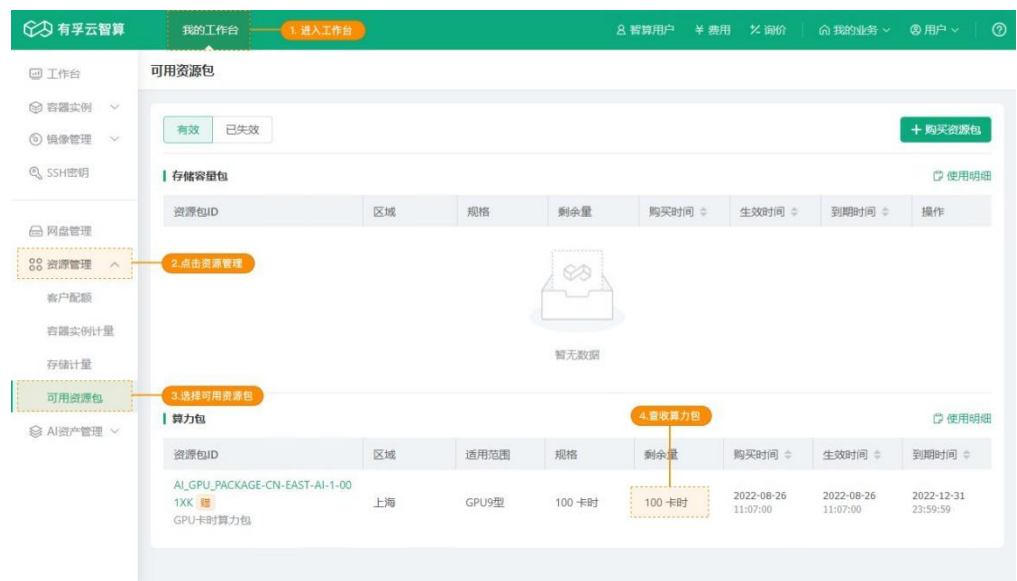 有孚云智算 我的工作台 1. 进入工作台 智算用户 ¥ 费用 询价 我的业务 用户
工作台
可用资源包
容器实例
有效 已失效 + 购买资源包
镜像管理
SSH密钥
存储容量包 使用明细
资源包ID 区域 规格 剩余量 购买时间 生效时间 到期时间 操作
网盘管理
资源管理 2.点击资源管理
客户配额
容器实例计量
存储计量
暂无数据
可用资源包 3.选择可用资源包
算力包 4.查收算力包 使用明细
AI资产管理
资源包ID 区域 适用范围 规格 剩余量 购买时间 生效时间 到期时间
AI_GPU_PACKAGE-CN-EAST-AI-1-00
1XK 赠
上海 GPU9型 100 卡时 100 卡时 2022-08-26 2022-08-26 2022-12-31
11:07:00 11:07:00 23:59:59
GPU卡时算力包